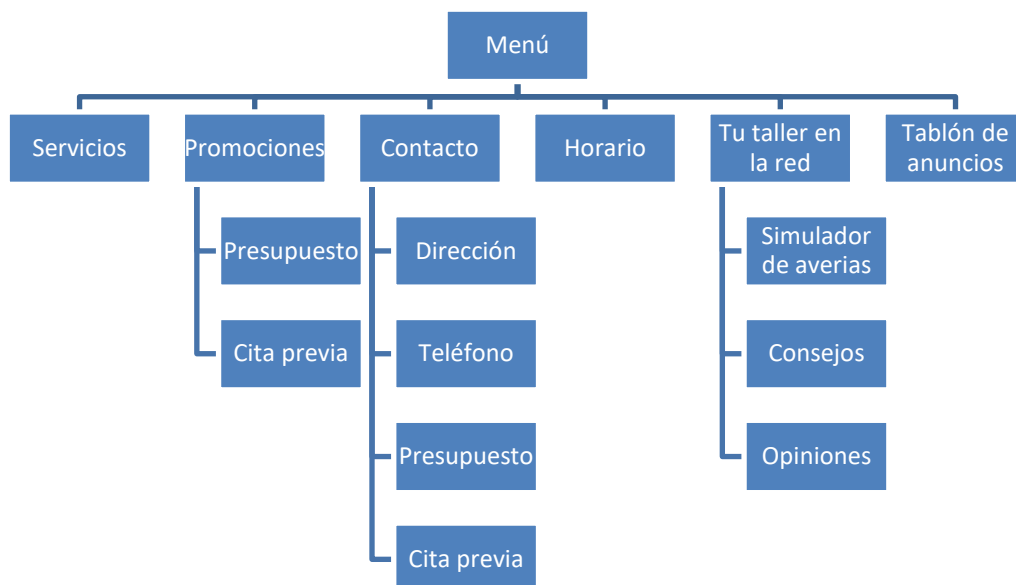 Menú
Servicios
Promociones
Contacto
Horario
Tu taller en
la red
Tablón de
anuncios
Presupuesto
Cita previa
Dirección
Teléfono
Presupuesto
Cita previa
Simulador
de averias
Consejos
Opiniones